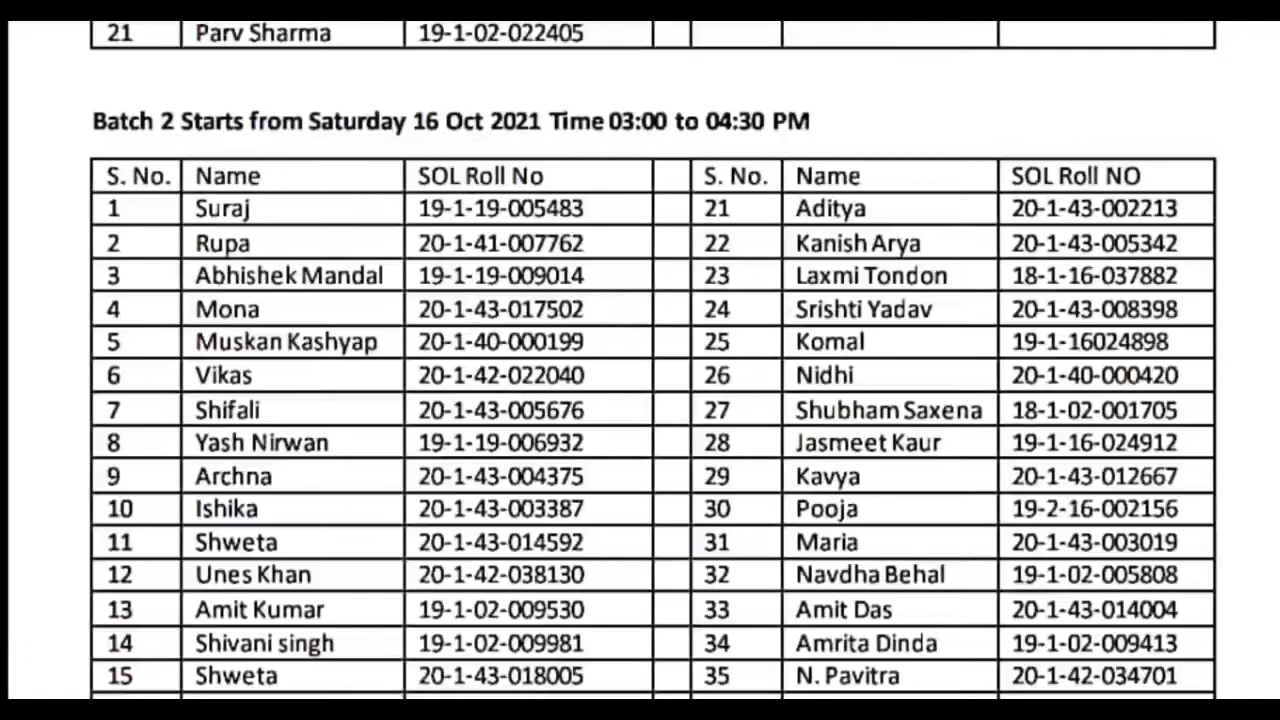 21 Parv Sharma 19-1-02-022405
Batch 2 Starts from Saturday 16 Oct 2021 Time 03:00 to 04:30 PM
S. No. Name SOL Roll No S. No. Name SOL Roll NO
1 Suraj 19-1-19-005483 21 Aditya 20-1-43-002213
2 Rupa 20-1-41-007762 22 Kanish Arya 20-1-43-005342
3 Abhishek Mandal 19-1-19-009014 23 Laxmi Tondon 18-1-16-037882
4 Mona 20-1-43-017502 24 Srishti Yadav 20-1-43-008398
5 Muskan Kashyap 20-1-40-000199 25 Komal 19-1-16024898
6 Vikas 20-1-42-022040 26 Nidhi 20-1-40-000420
7 Shifali 20-1-43-005676 27 Shubham Saxena 18-1-02-001705
8 Yash Nirwan 19-1-19-006932 28 Jasmeet Kaur 19-1-16-024912
9 Archna 20-1-43-004375 29 Kavya 20-1-43-012667
10 Ishika 20-1-43-003387 30 Pooja 19-2-16-002156
11 Shweta 20-1-43-014592 31 Maria 20-1-43-003019
12 Unes Khan 20-1-42-038130 32 Navdha Behal 19-1-02-005808
13 Amit Kumar 19-1-02-009530 33 Amit Das 20-1-43-014004
14 Shivani singh 19-1-02-009981 34 Amrita Dinda 19-1-02-009413
15 Shweta 20-1-43-018005 35 N. Pavitra 20-1-42-034701